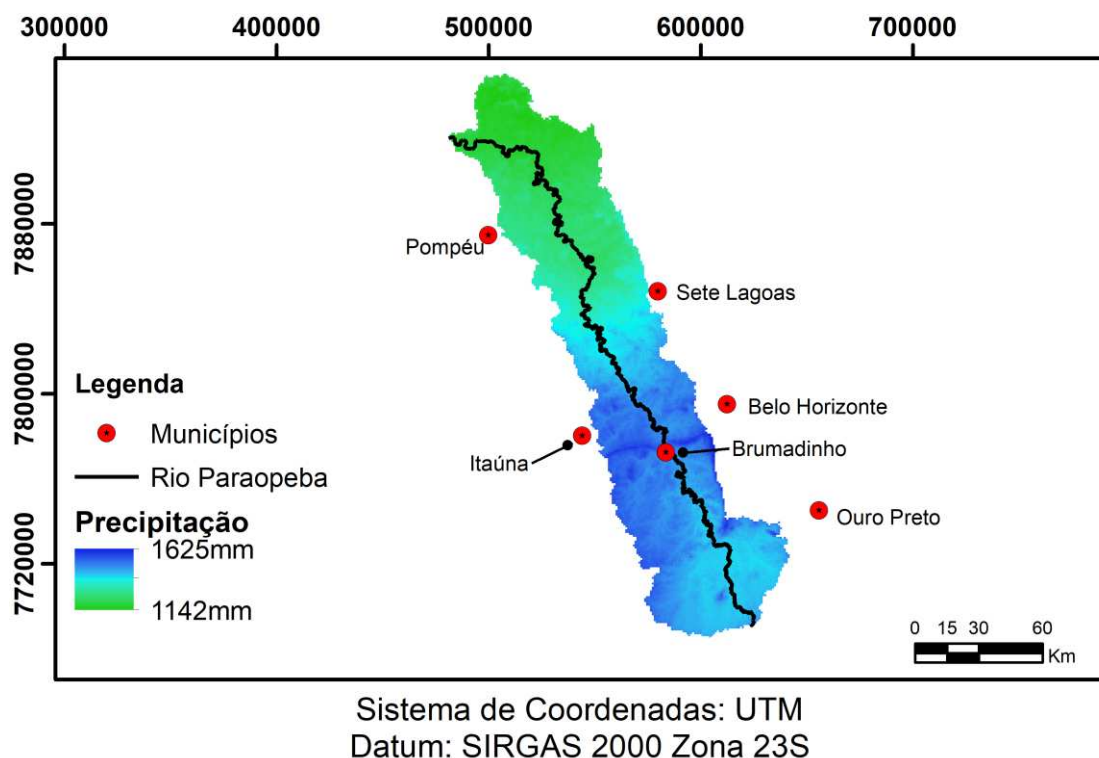 300000 400000 500000 600000 700000
7880000
7800000
7720000
Pompéu
Sete Lagoas
Belo Horizonte
Itaúna
Brumadinho
Ouro Preto
Legenda
Municípios
Rio Paraopeba
Precipitação
1625mm
1142mm
0 15 30 60
Km
Sistema de Coordenadas: UTM
Datum: SIRGAS 2000 Zona 23S